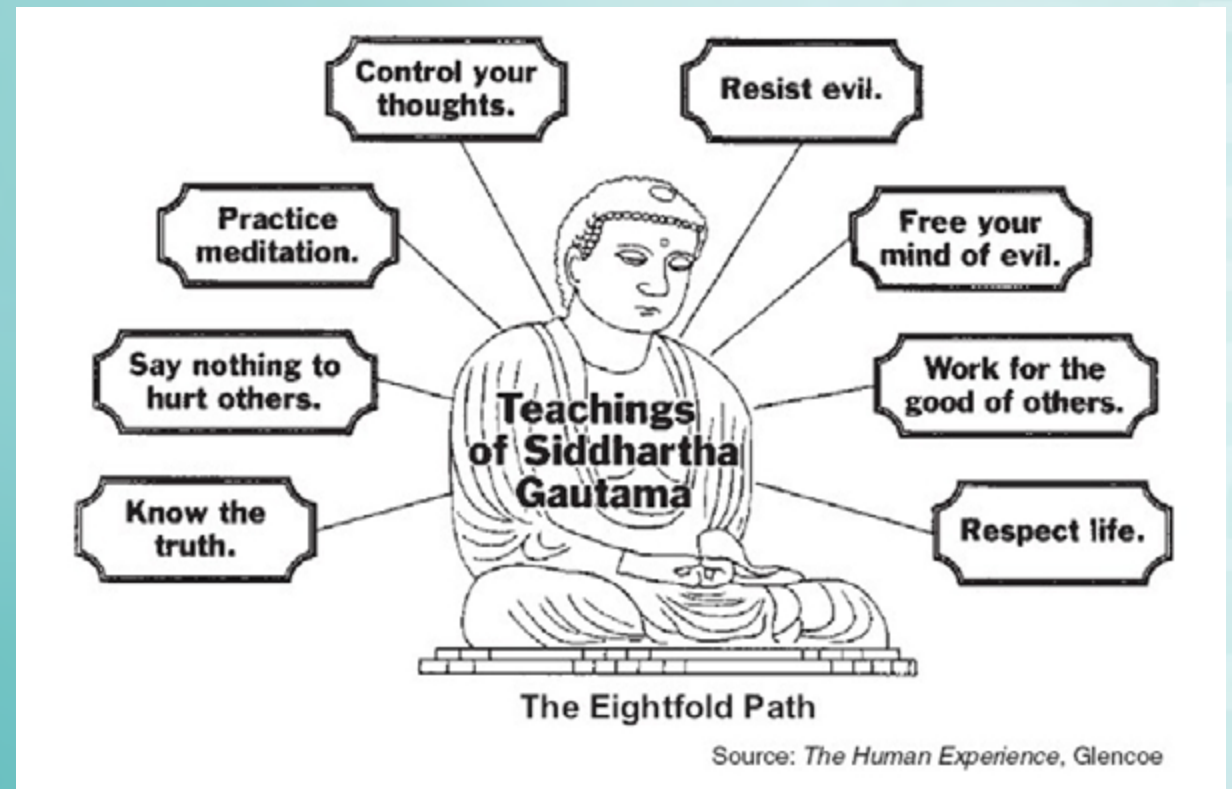 Control your
thoughts.
Resist evil.
Practice
meditation.
Free your
mind of evil.
Say nothing to
hurt others.
Work for the
good of others.
Know the
truth.
Respect life.
Teachings
of Siddhartha
Gautama
The Eightfold Path
Source: The Human Experience, Glencoe